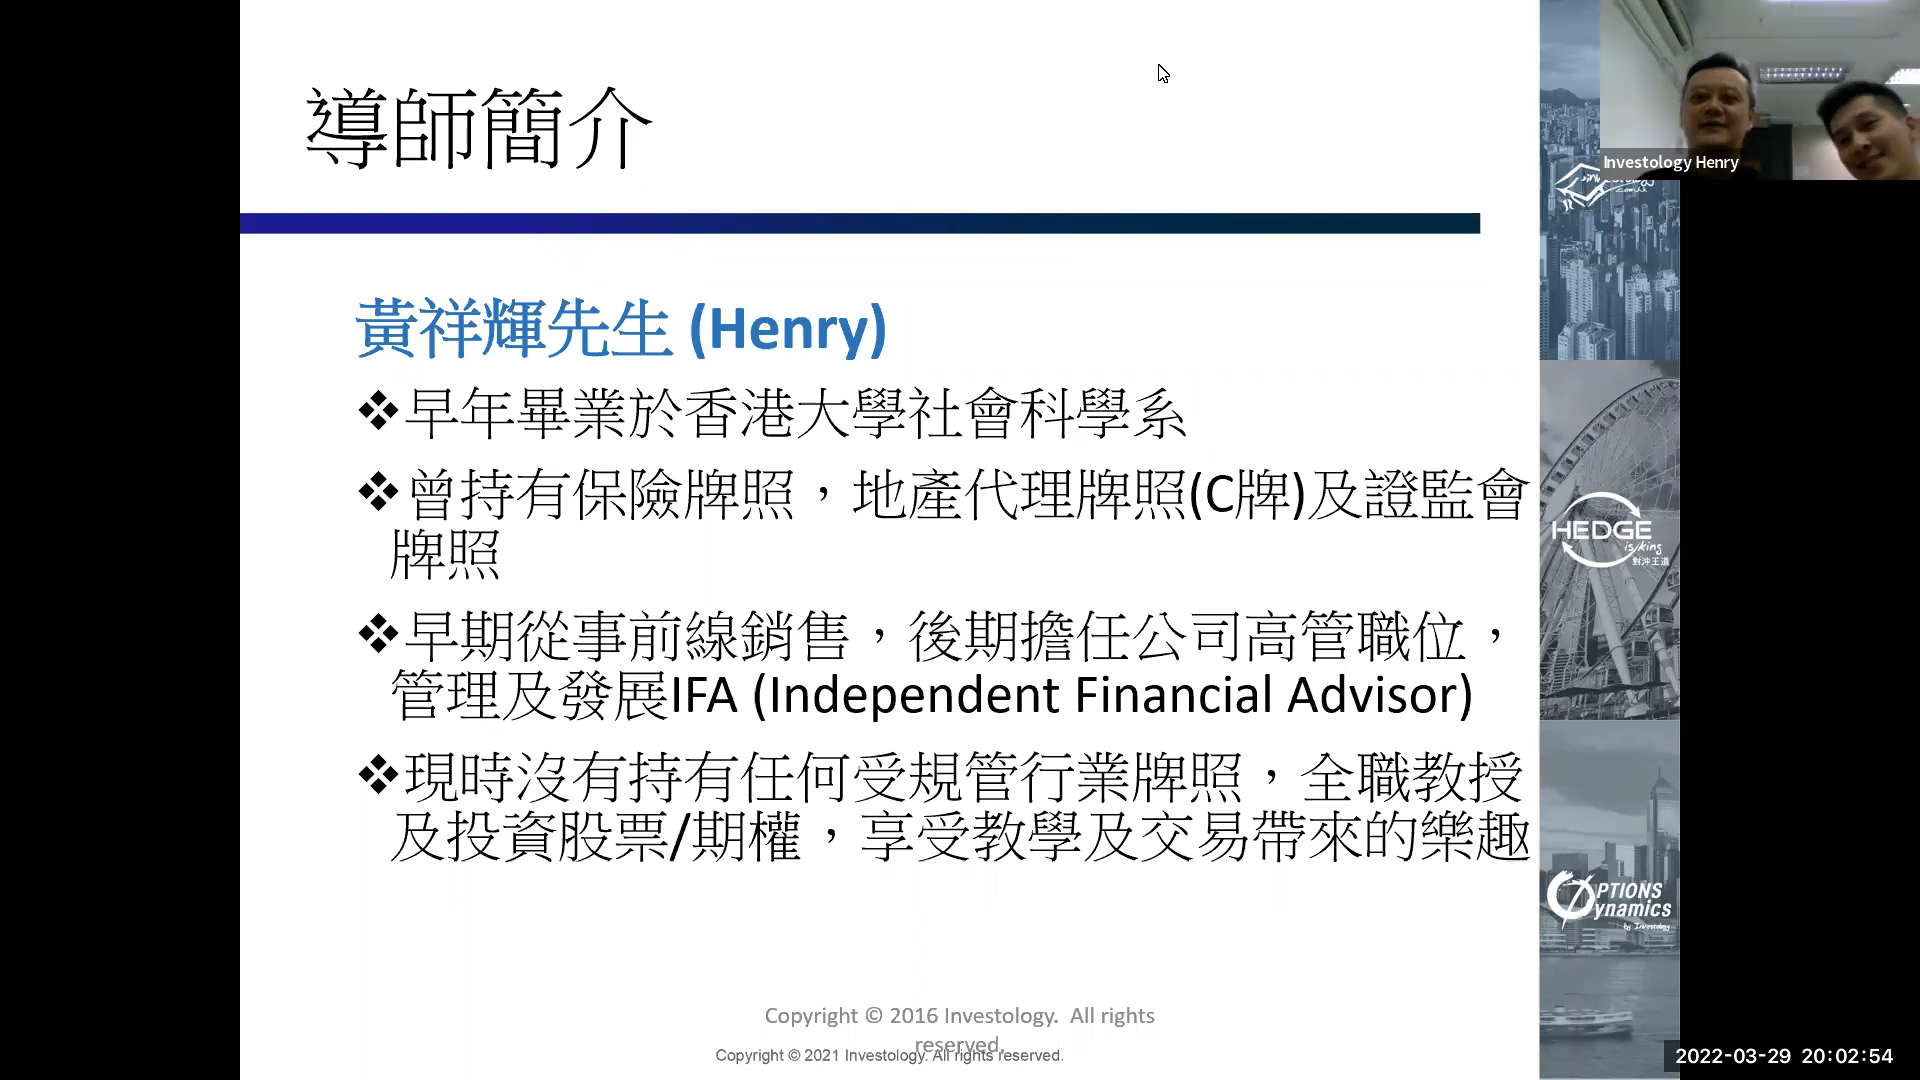 導師簡介
黃祥輝先生 (Henry)
❖早年畢業於香港大學社會科學系
❖曾持有保險牌照，地產代理牌照(C牌)及證監會
牌照
❖早期從事前線銷售，後期擔任公司高管職位，
管理及發展IFA (Independent Financial Advisor)
❖現時沒有持有任何受規管行業牌照，全職教授
及投資股票/期權，享受教學及交易帶來的樂趣
Copyright © 2016 Investology. All rights
reserved.
Copyright © 2021 Investology. All rights reserved.
Investology Henry
HEDGE
is king
對沖王道
OPTIONS
Dynamics
by Investology
2022-03-29 20:02:54